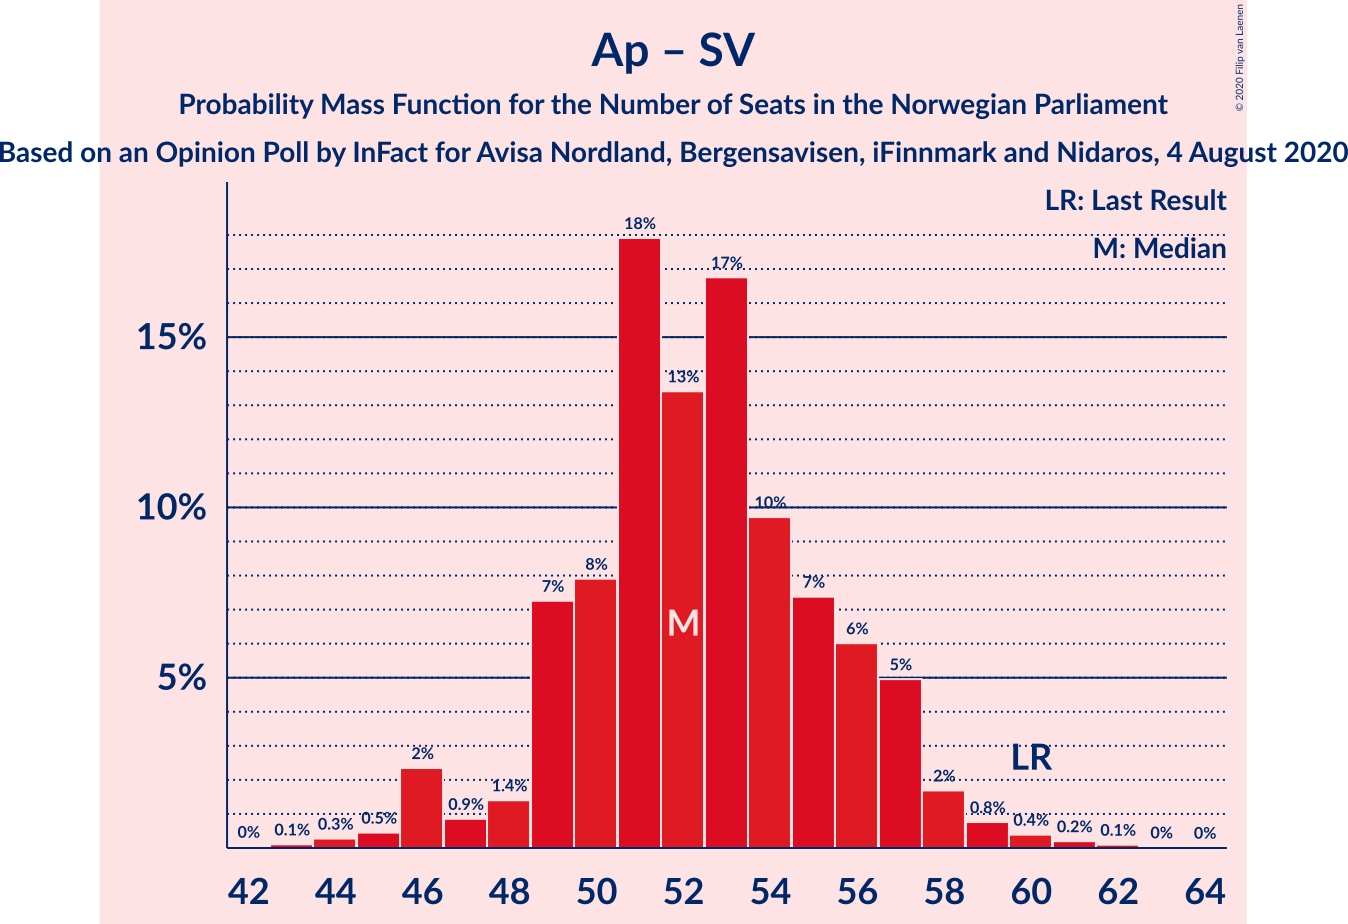 Ap – SV
Probability Mass Function for the Number of Seats in the Norwegian Parliament
Based on an Opinion Poll by InFact for Avisa Nordland, Bergensavisen, iFinnmark and Nidaros, 4 August 2020
© 2020 Filip van Laenen
LR: Last Result
M: Median
15%
10%
5%
0%
0.1%
0.3%
0.5%
2%
0.9%
1.4%
7%
8%
18%
13%
17%
10%
7%
6%
5%
2%
0.8%
0.4%
0.2%
0.1%
0%
0%
M
LR
42 44 46 48 50 52 54 56 58 60 62 64